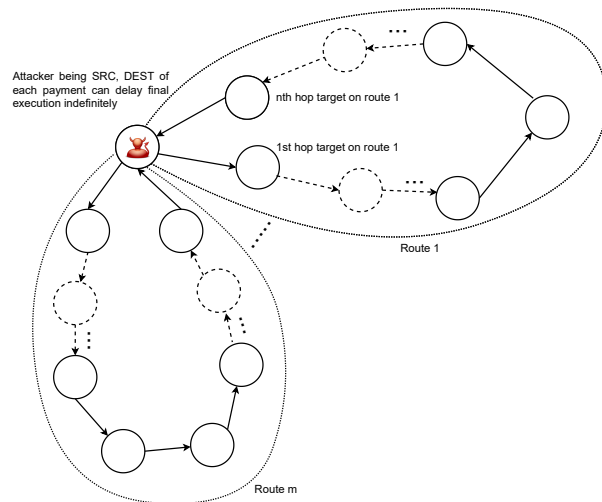 Attacker being SRC, DEST of
each payment can delay final
execution indefinitely
nth hop target on route 1
1st hop target on route 1
Route 1
Route m